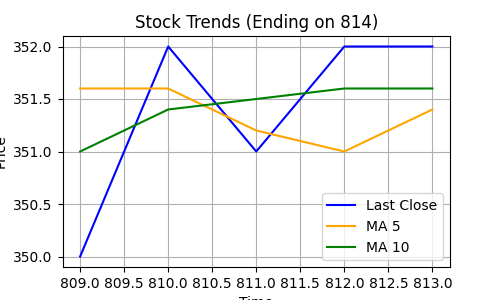 Stock Trends (Ending on 814)
352.0
351.5
351.0
350.5
350.0
Price
Last Close
MA 5
MA 10
809.0 809.5 810.0 810.5 811.0 811.5 812.0 812.5 813.0
Time